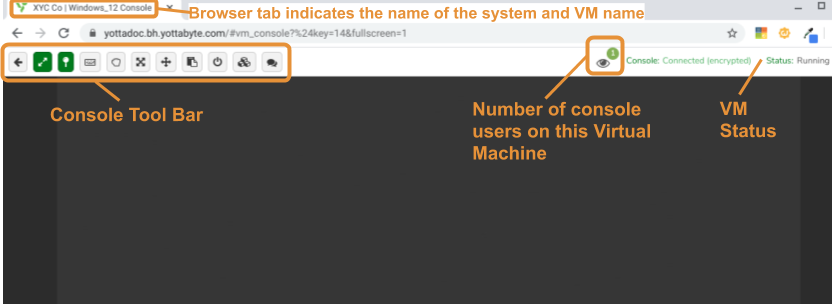 XYC Co | Windows_12 Console
Browser tab indicates the name of the system and VM name
yottadoc.bh.yottabyte.com/#vm_console?%24key=14&fullscreen=1
1
Console: Connected (encrypted)
Status: Running
Console Tool Bar
Number of console
users on this Virtual
Machine
VM
Status